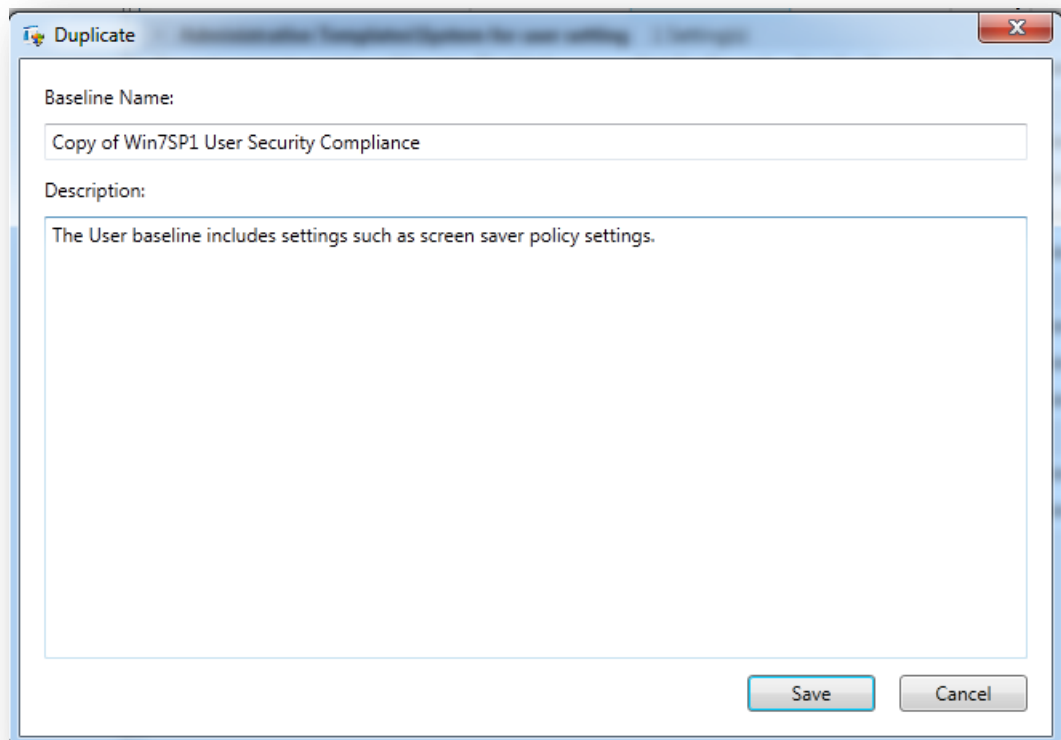 Duplicate
Baseline Name:
Copy of Win7SP1 User Security Compliance
Description:
The User baseline includes settings such as screen saver policy settings.
Save
Cancel